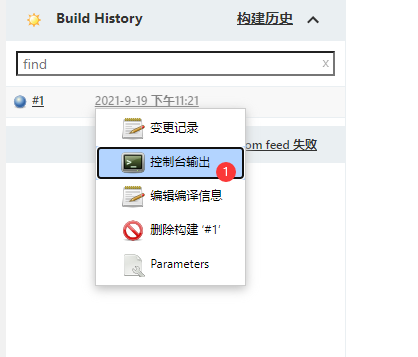 Build History 构建历史
find x
#1 2021-9-19 下午11:21
变更记录
控制台输出 1
om feed 失败
编辑编译信息
删除构建 ‘#1’
Parameters